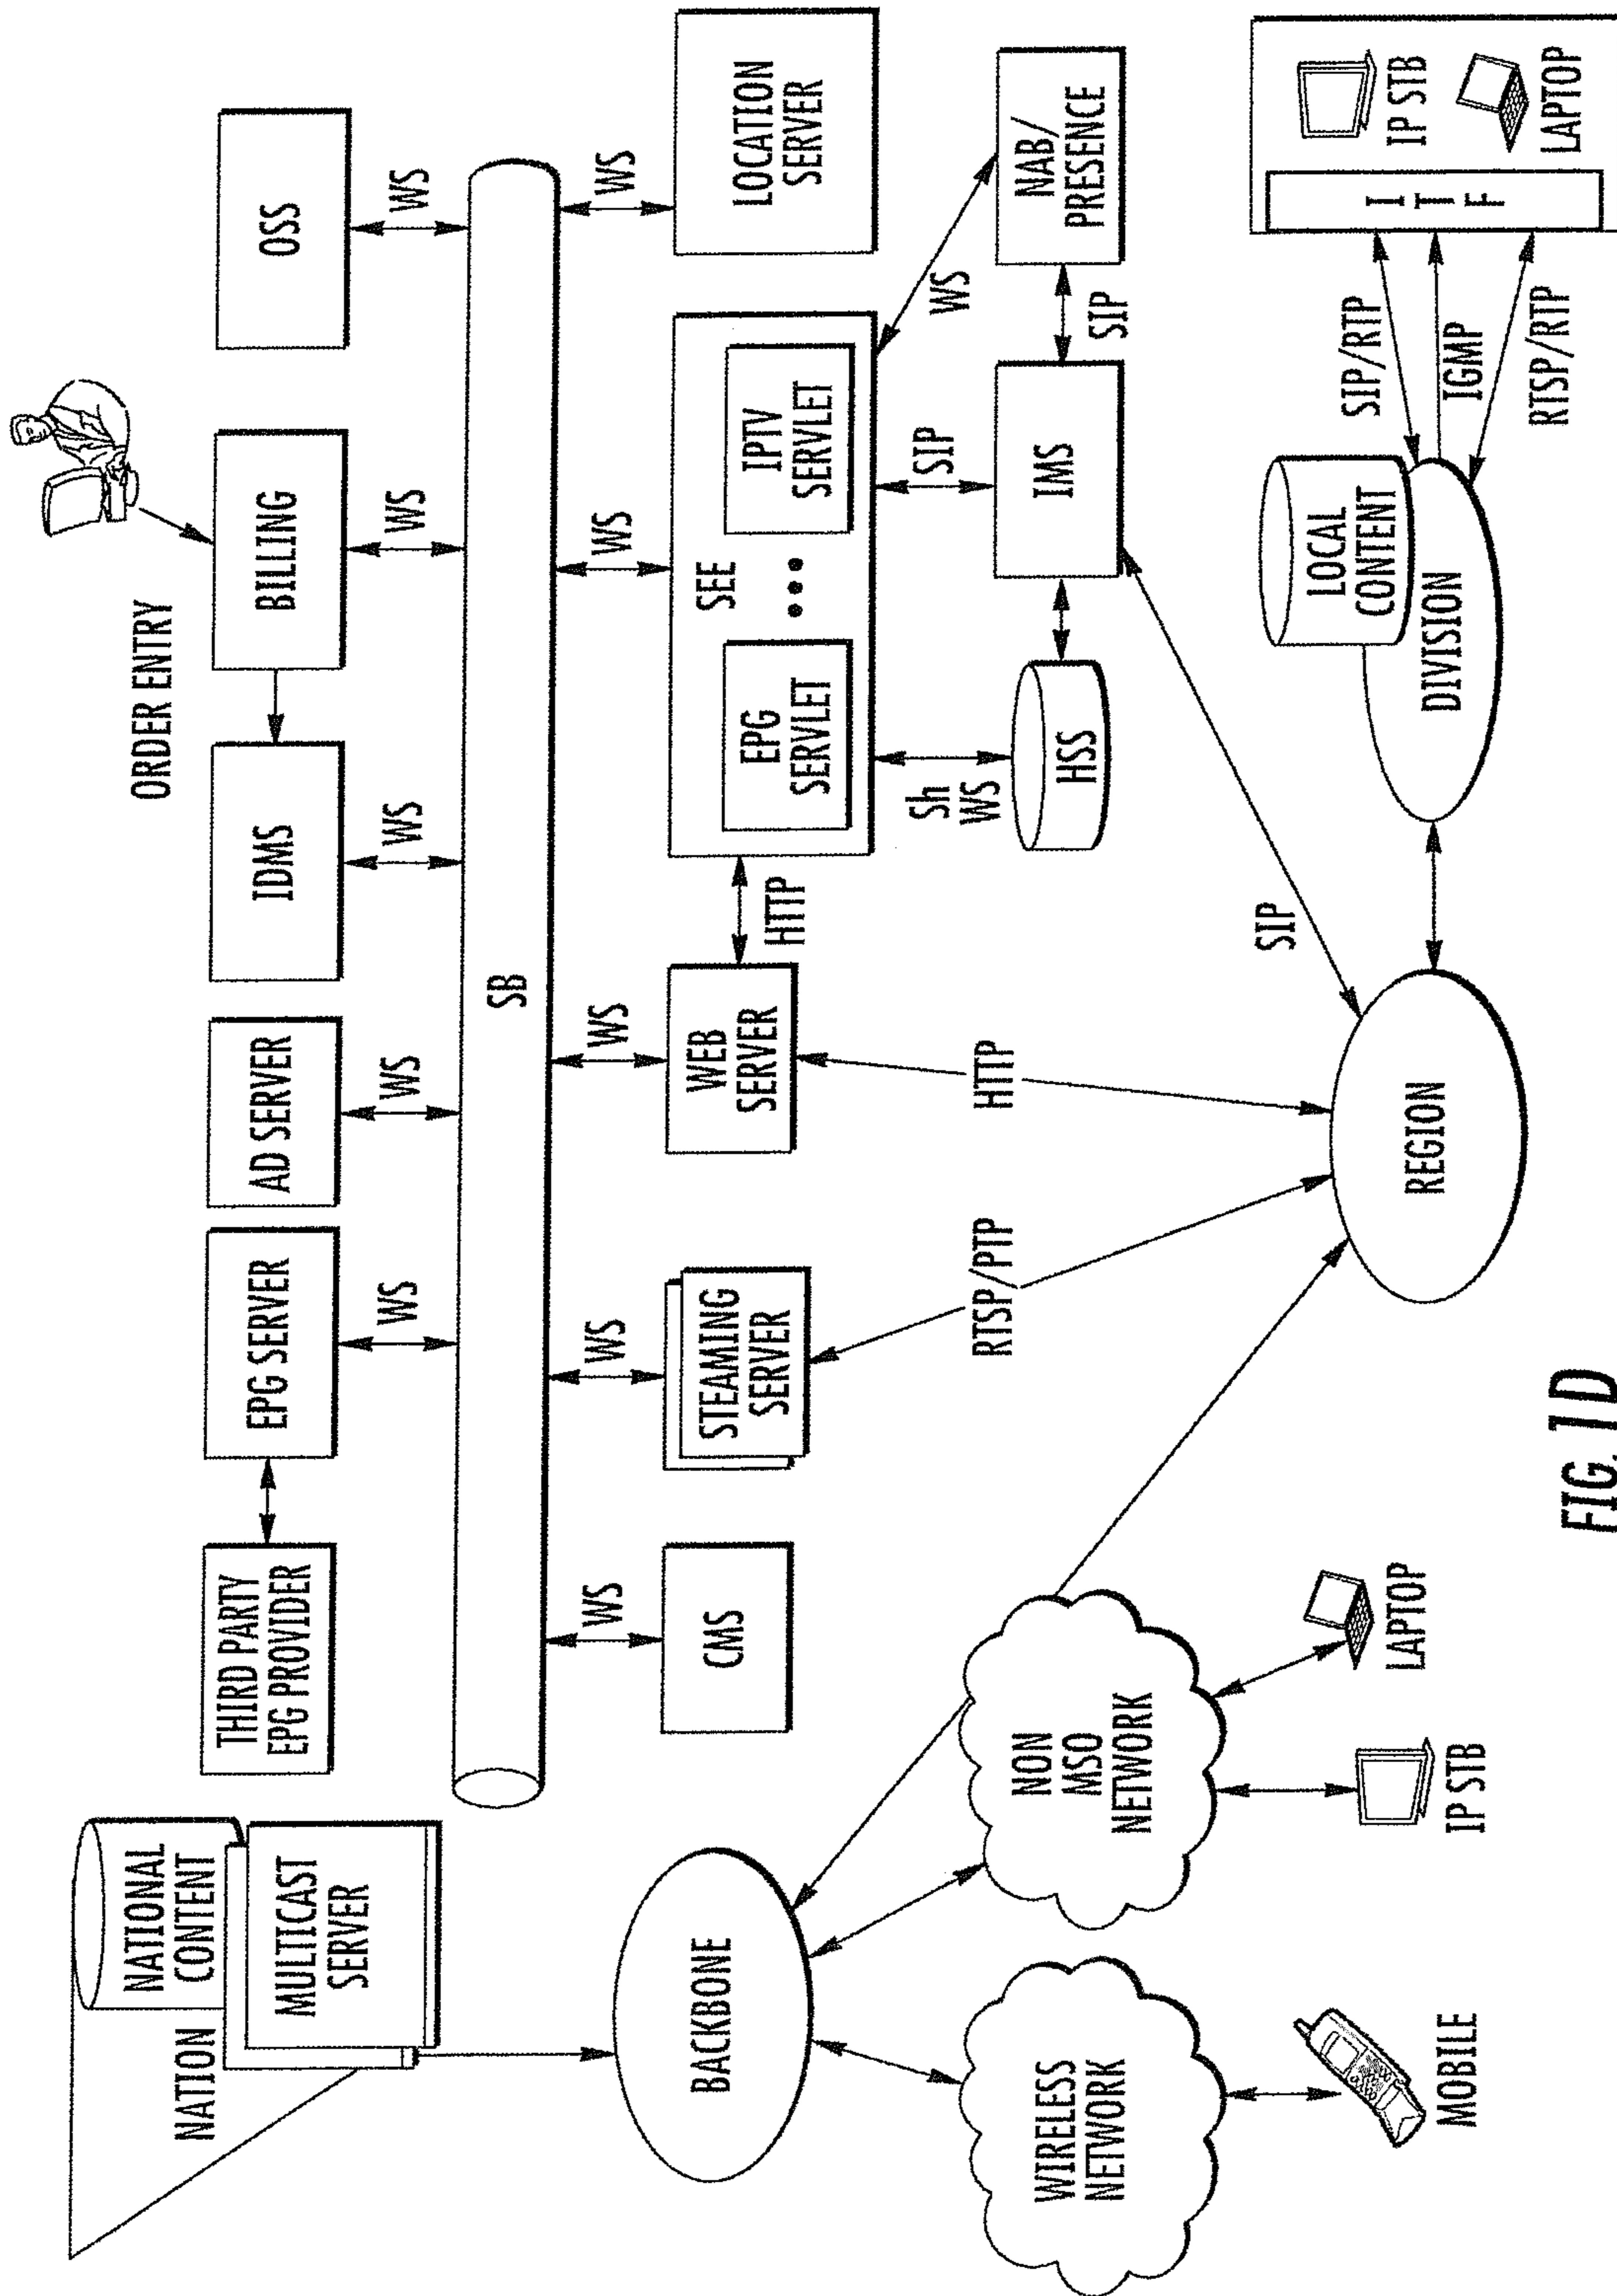 ORDER ENTRY
NATION
NATIONAL
CONTENT
MULTICAST
SERVER
THIRD PARTY
EPG PROVIDER
EPG SERVER
AD SERVER
IDMS
BILLING
OSS
WS
WS
WS
WS
WS
SB
WS
WS
WS
WS
WS
CMS
STEAMING
SERVER
WEB
SERVER
HTTP
SEE
EPG
SERVLET
•••
IPTV
SERVLET
LOCATION
SERVER
BACKBONE
Sh
WS
SIP
WS
HSS
IMS
SIP
NAB/
PRESENCE
RTSP/PTP
HTTP
SIP
WIRELESS
NETWORK
NON
MSO
NETWORK
MOBILE
IP STB
LAPTOP
REGION
DIVISION
LOCAL
CONTENT
SIP/RTP
IGMP
RTSP/RTP
I
T
F
IP STB
LAPTOP
FIG. 1D